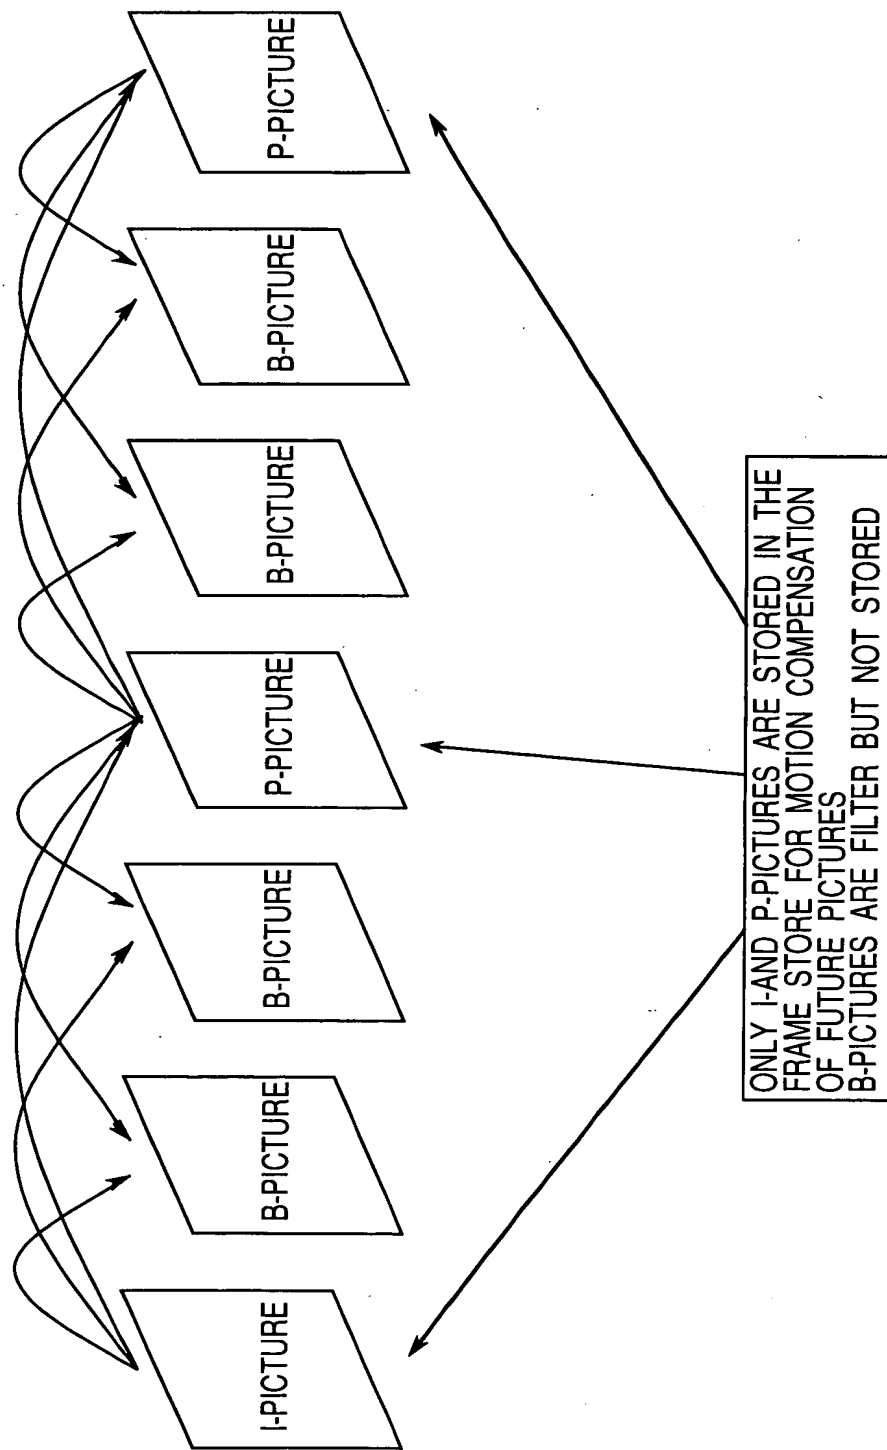 I-PICTURE
B-PICTURE
B-PICTURE
P-PICTURE
B-PICTURE
B-PICTURE
P-PICTURE
ONLY I-AND P-PICTURES ARE STORED IN THE
FRAME STORE FOR MOTION COMPENSATION
OF FUTURE PICTURES
B-PICTURES ARE FILTER BUT NOT STORED